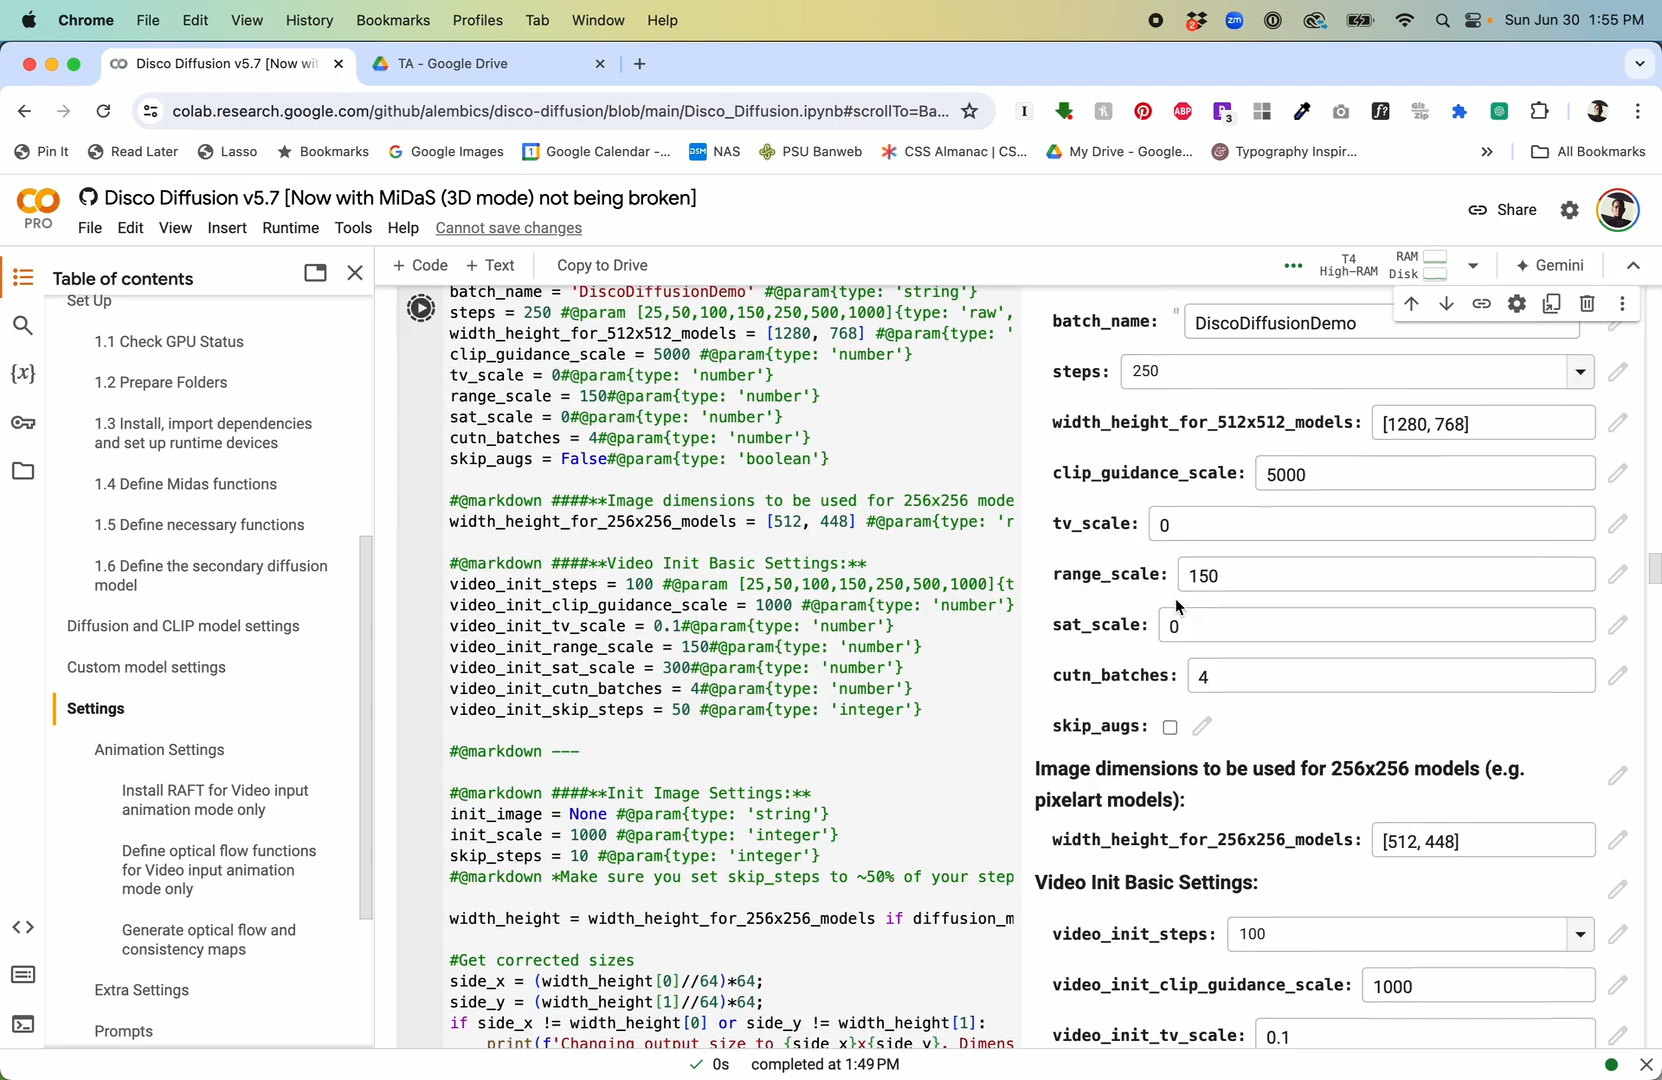 Chrome File Edit View History Bookmarks Profiles Tab Window Help Sun Jun 30 1:55 PM
Disco Diffusion v5.7 [Now wit TA - Google Drive
colab.research.google.com/github/alembics/disco-diffusion/blob/main/Disco_Diffusion.ipynb#scrollTo=Ba...
Pin It Read Later Lasso Bookmarks Google Images Google Calendar -... NAS PSU Banweb CSS Almanac | CS... My Drive - Google... Typography Inspir... » All Bookmarks
Disco Diffusion v5.7 [Now with MiDaS (3D mode) not being broken]
PRO
File Edit View Insert Runtime Tools Help Cannot save changes
Share
Table of contents
+ Code + Text Copy to Drive
T4
High-RAM
RAM
Disk
Gemini
Set Up
1.1 Check GPU Status
1.2 Prepare Folders
1.3 Install, import dependencies
and set up runtime devices
1.4 Define Midas functions
1.5 Define necessary functions
1.6 Define the secondary diffusion
model
Diffusion and CLIP model settings
Custom model settings
Settings
Animation Settings
Install RAFT for Video input
animation mode only
Define optical flow functions
for Video input animation
mode only
Generate optical flow and
consistency maps
Extra Settings
Prompts
batch_name = 'DiscoDiffusionDemo' #@param{type: 'string'}
steps = 250 #@param [25,50,100,150,250,500,1000]{type: 'raw',
width_height_for_512x512_models = [1280, 768] #@param{type: '
clip_guidance_scale = 5000 #@param{type: 'number'}
tv_scale = 0#@param{type: 'number'}
range_scale = 150#@param{type: 'number'}
sat_scale = 0#@param{type: 'number'}
cutn_batches = 4#@param{type: 'number'}
skip_augs = False#@param{type: 'boolean'}
#@markdown ####**Image dimensions to be used for 256x256 mode
width_height_for_256x256_models = [512, 448] #@param{type: 'r
#@markdown ####**Video Init Basic Settings:**
video_init_steps = 100 #@param [25,50,100,150,250,500,1000]{t
video_init_clip_guidance_scale = 1000 #@param{type: 'number'}
video_init_tv_scale = 0.1#@param{type: 'number'}
video_init_range_scale = 150#@param{type: 'number'}
video_init_sat_scale = 300#@param{type: 'number'}
video_init_cutn_batches = 4#@param{type: 'number'}
video_init_skip_steps = 50 #@param{type: 'integer'}
#@markdown ---
#@markdown ####**Init Image Settings:**
init_image = None #@param{type: 'string'}
init_scale = 1000 #@param{type: 'integer'}
skip_steps = 10 #@param{type: 'integer'}
#@markdown *Make sure you set skip_steps to ~50% of your step
width_height = width_height_for_256x256_models if diffusion_m
#Get corrected sizes
side_x = (width_height[0]//64)*64;
side_y = (width_height[1]//64)*64;
if side_x != width_height[0] or side_y != width_height[1]:
print(f'Changing output size to {side_x}x{side_y}. Dimens
batch_name: " DiscoDiffusionDemo
steps: 250
width_height_for_512x512_models: [1280, 768]
clip_guidance_scale: 5000
tv_scale: 0
range_scale: 150
sat_scale: 0
cutn_batches: 4
skip_augs:
Image dimensions to be used for 256x256 models (e.g.
pixelart models):
width_height_for_256x256_models: [512, 448]
Video Init Basic Settings:
video_init_steps: 100
video_init_clip_guidance_scale: 1000
video_init_tv_scale: 0.1
0s completed at 1:49 PM